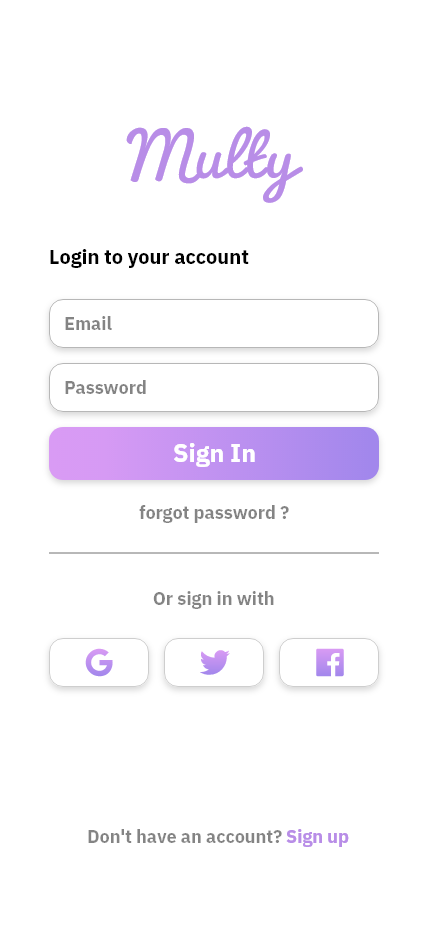 Multy
Login to your account
Email
Password
Sign In
forgot password ?
Or sign in with
Don't have an account? Sign up